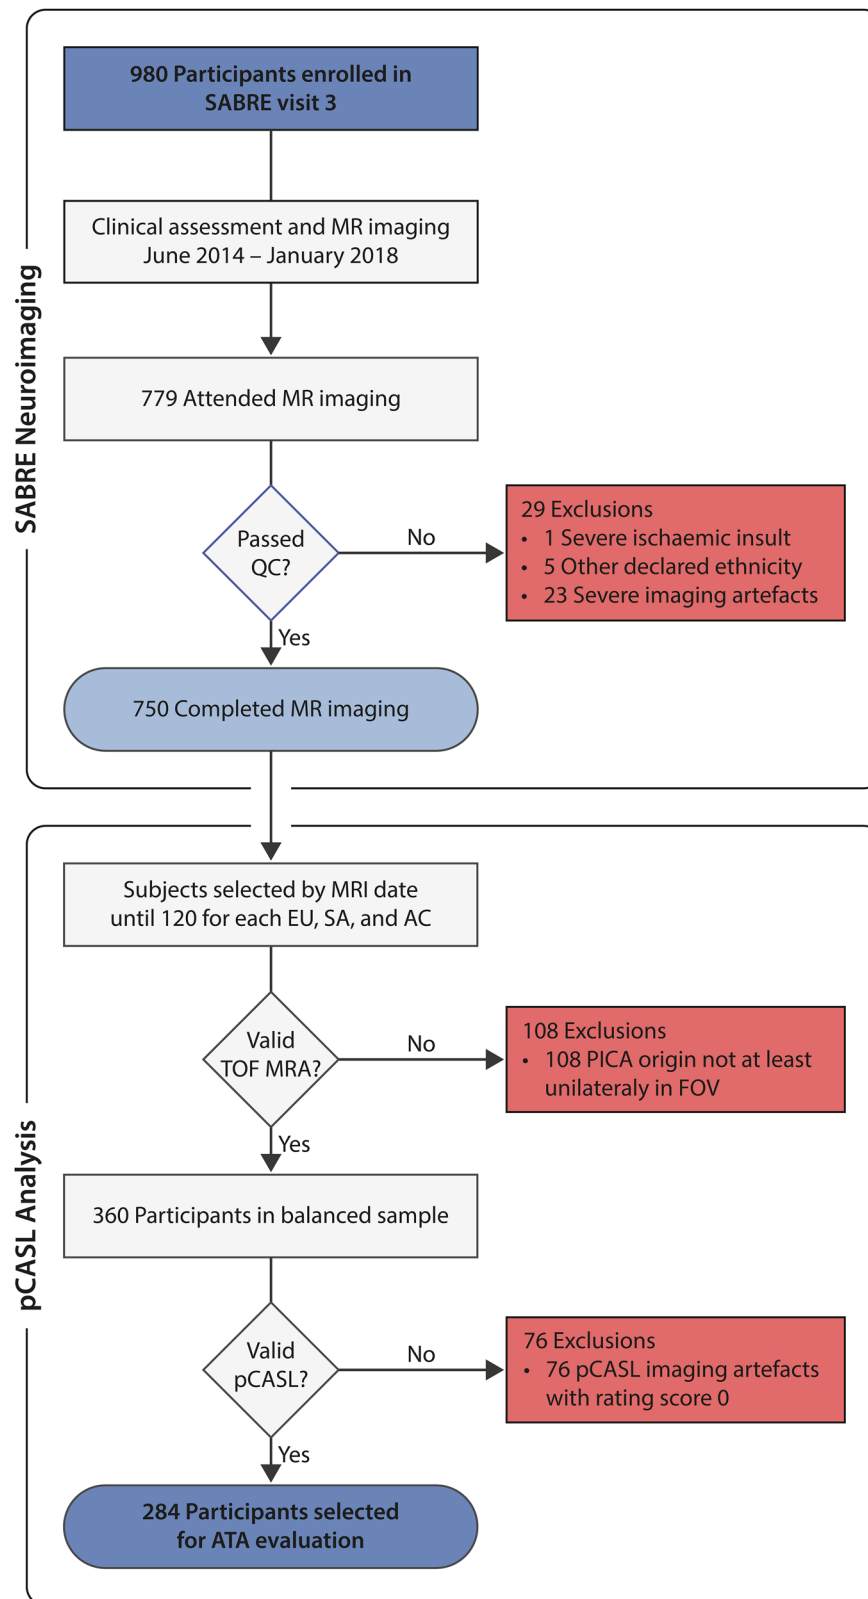 SABRE Neuroimaging
980 Participants enrolled in
SABRE visit 3
Clinical assessment and MR imaging
June 2014 – January 2018
779 Attended MR imaging
Passed
QC?
No
29 Exclusions
• 1 Severe ischaemic insult
• 5 Other declared ethnicity
• 23 Severe imaging artefacts
Yes
750 Completed MR imaging
pCASL Analysis
Subjects selected by MRI date
until 120 for each EU, SA, and AC
Valid
TOF MRA?
No
108 Exclusions
• 108 PICA origin not at least
unilateraly in FOV
Yes
360 Participants in balanced sample
Valid
pCASL?
No
76 Exclusions
• 76 pCASL imaging artefacts
with rating score 0
Yes
284 Participants selected
for ATA evaluation